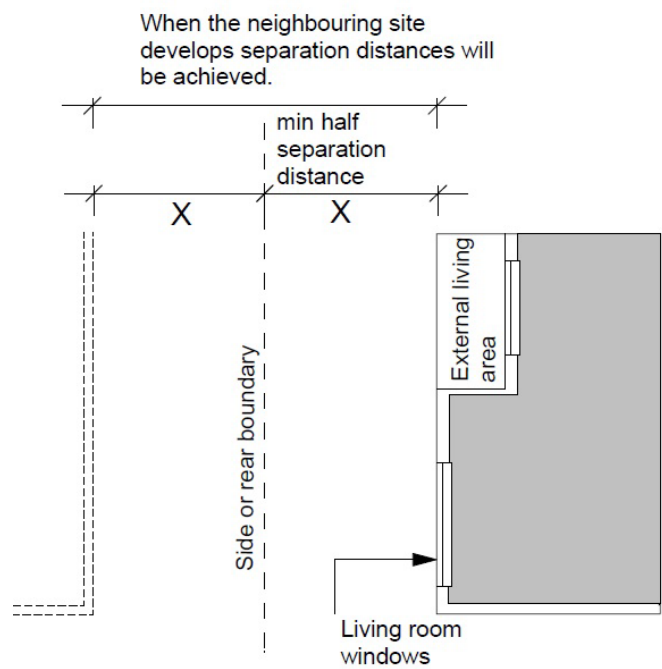 When the neighbouring site
develops separation distances will
be achieved.
min half
separation
distance
X
X
External living
area
Side or rear boundary
Living room
windows